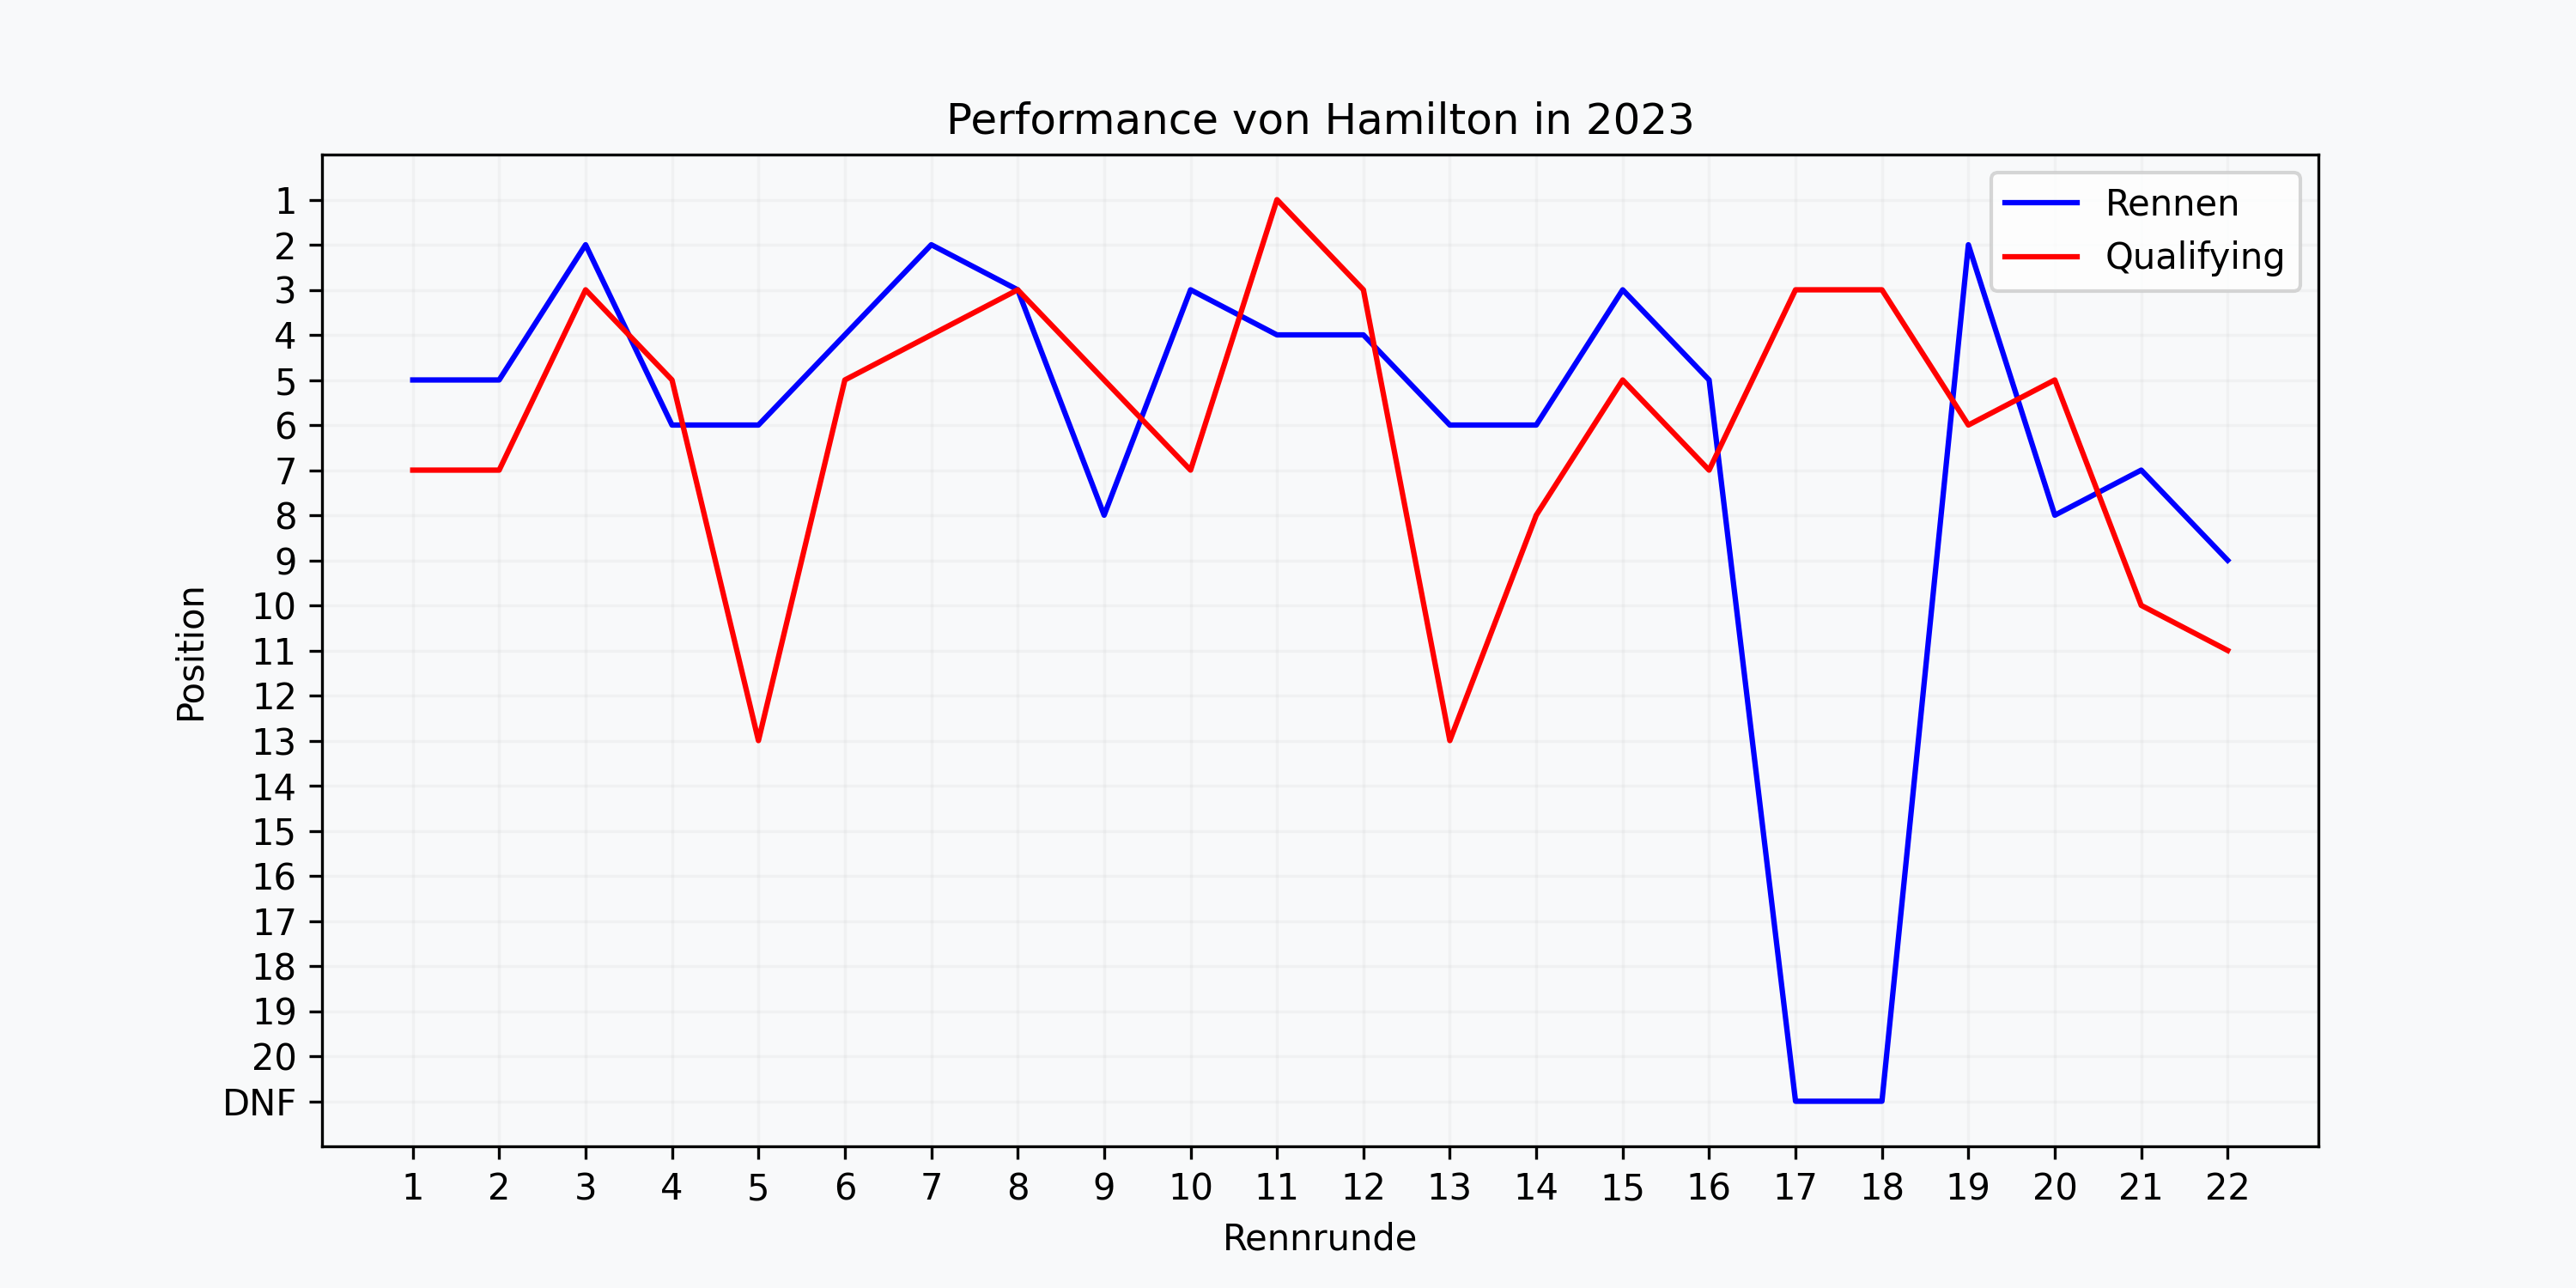 Performance von Hamilton in 2023
Rennen
Qualifying
Position
1
2
3
4
5
6
7
8
9
10
11
12
13
14
15
16
17
18
19
20
DNF
1 2 3 4 5 6 7 8 9 10 11 12 13 14 15 16 17 18 19 20 21 22
Rennrunde